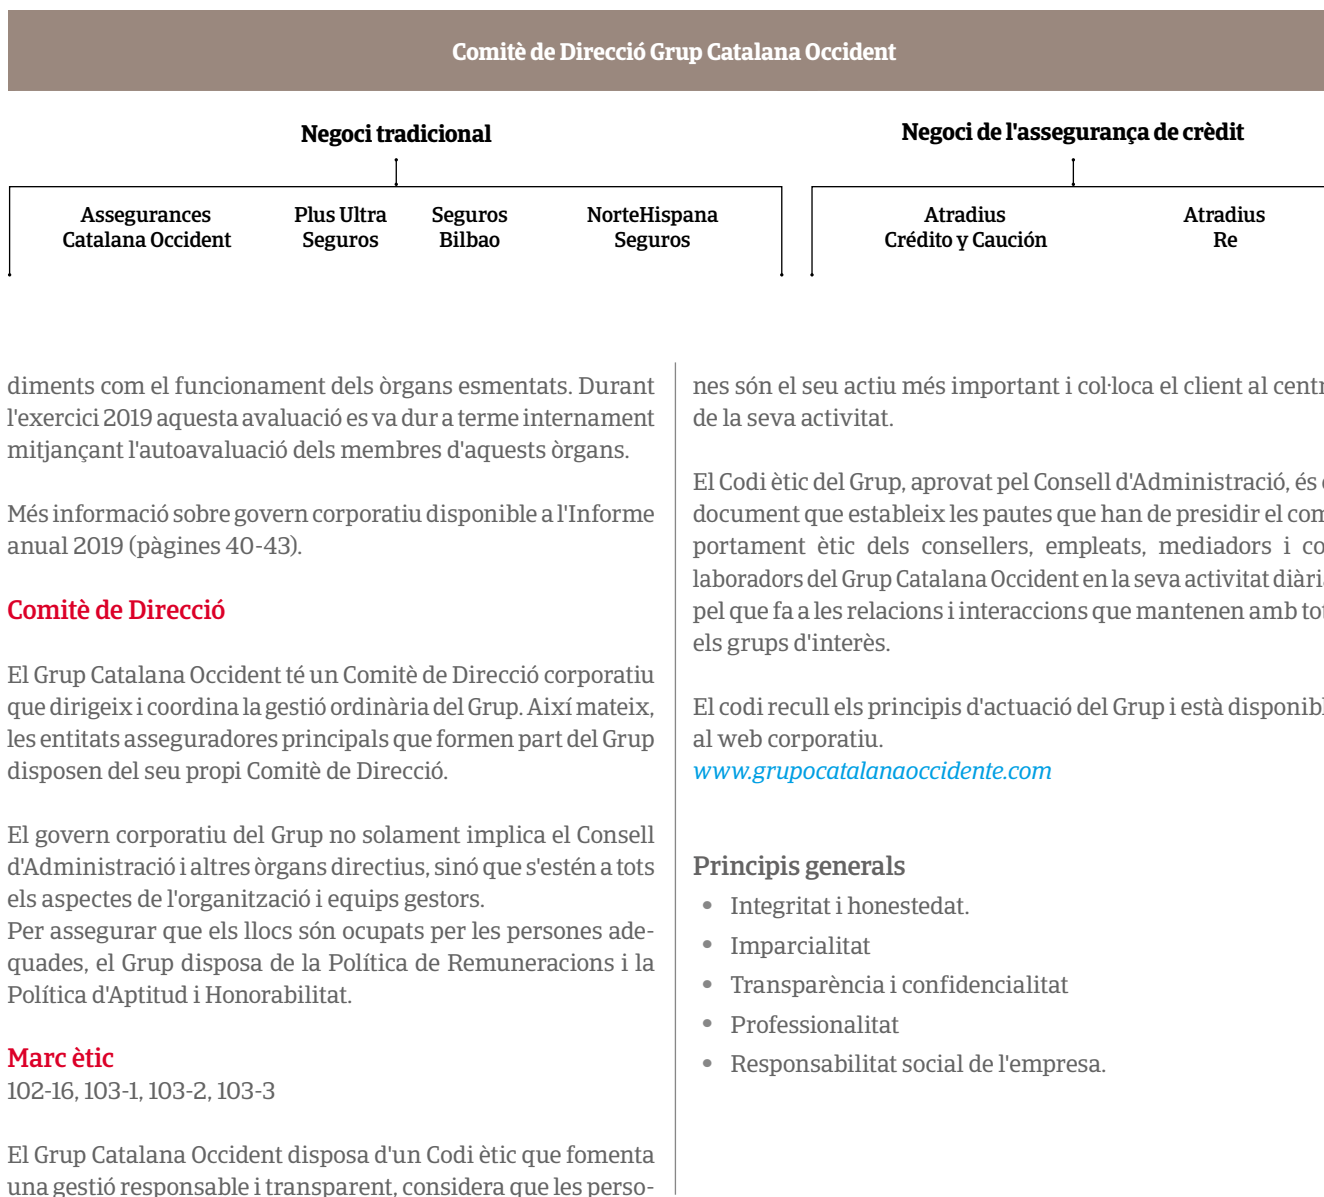 Comitè de Direcció Grup Catalana Occident
Negoci tradicional
Negoci de l'assegurança de crèdit
Assegurances
Catalana Occident
Plus Ultra
Seguros
Seguros
Bilbao
NorteHispana
Seguros
Atradius
Crédito y Caución
Atradius
Re
diments com el funcionament dels òrgans esmentats. Durant
l'exercici 2019 aquesta avaluació es va dur a terme internament
mitjançant l'autoavaluació dels membres d'aquests òrgans.
Més informació sobre govern corporatiu disponible a l'Informe
anual 2019 (pàgines 40-43).
Comitè de Direcció
El Grup Catalana Occident té un Comitè de Direcció corporatiu
que dirigeix i coordina la gestió ordinària del Grup. Així mateix,
les entitats asseguradores principals que formen part del Grup
disposen del seu propi Comitè de Direcció.
El govern corporatiu del Grup no solament implica el Consell
d'Administració i altres òrgans directius, sinó que s'estén a tots
els aspectes de l'organització i equips gestors.
Per assegurar que els llocs són ocupats per les persones ade-
quades, el Grup disposa de la Política de Remuneracions i la
Política d'Aptitud i Honorabilitat.
Marc ètic
102-16, 103-1, 103-2, 103-3
El Grup Catalana Occident disposa d'un Codi ètic que fomenta
una gestió responsable i transparent, considera que les perso-
nes són el seu actiu més important i col·loca el client al centr
de la seva activitat.
El Codi ètic del Grup, aprovat pel Consell d'Administració, és
document que estableix les pautes que han de presidir el com
portament ètic dels consellers, empleats, mediadors i co
laboradors del Grup Catalana Occident en la seva activitat diàri
pel que fa a les relacions i interaccions que mantenen amb tot
els grups d'interès.
El codi recull els principis d'actuació del Grup i està disponibl
al web corporatiu.
www.grupocatalanaoccidente.com
Principis generals
• Integritat i honestedat.
• Imparcialitat
• Transparència i confidencialitat
• Professionalitat
• Responsabilitat social de l'empresa.